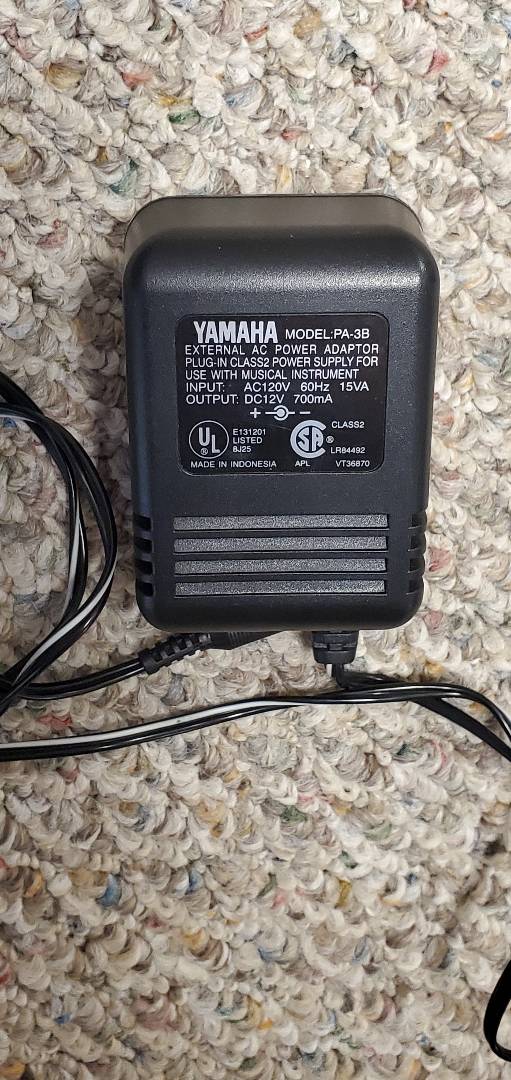 YAMAHA MODEL:PA-3B
EXTERNAL AC POWER ADAPTOR
PLUG-IN CLASS2 POWER SUPPLY FOR
USE WITH MUSICAL INSTRUMENT
INPUT: AC120V 60Hz 15VA
OUTPUT: DC12V 700mA
+ −
UL ® E131201 LISTED 8J25
SA ® CLASS2 LR84492
MADE IN INDONESIA APL VT36870